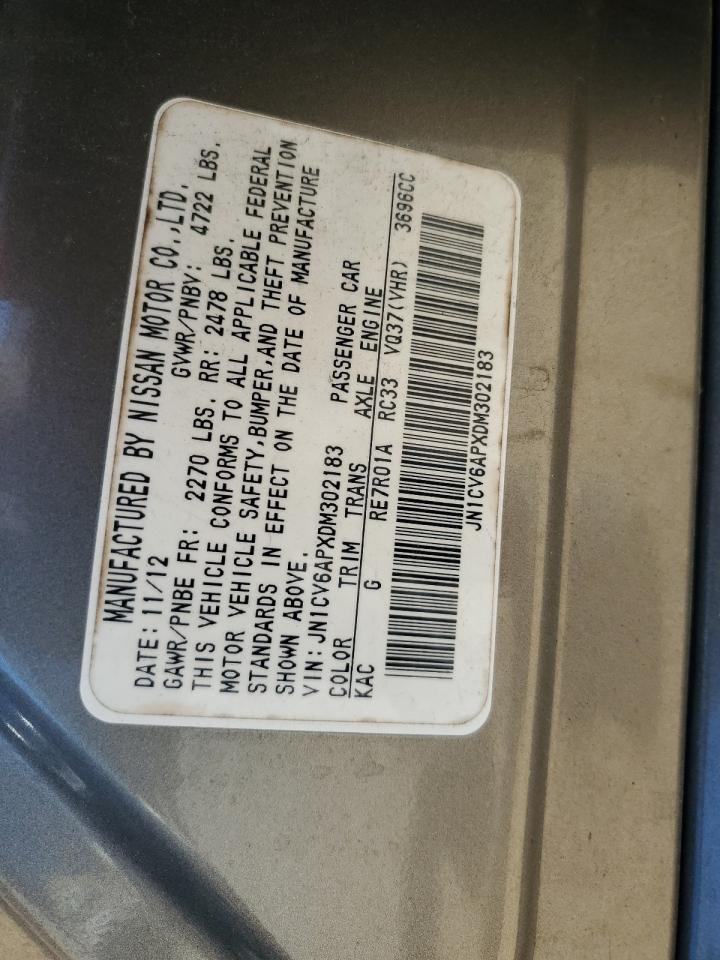 MANUFACTURED BY NISSAN MOTOR CO.,LTD.
DATE: 11/12 GVWR/PNBV: 4722 LBS.
GAWR/PNBE FR: 2270 LBS. RR: 2478 LBS.
THIS VEHICLE CONFORMS TO ALL APPLICABLE FEDERAL
MOTOR VEHICLE SAFETY,BUMPER,AND THEFT PREVENTION
STANDARDS IN EFFECT ON THE DATE OF MANUFACTURE
SHOWN ABOVE.
VIN: JN1CV6APXDM302183 PASSENGER CAR
COLOR TRIM TRANS AXLE ENGINE
KAC G RE7R01A RC33 VQ37(VHR) 3696CC
JN1CV6APXDM302183